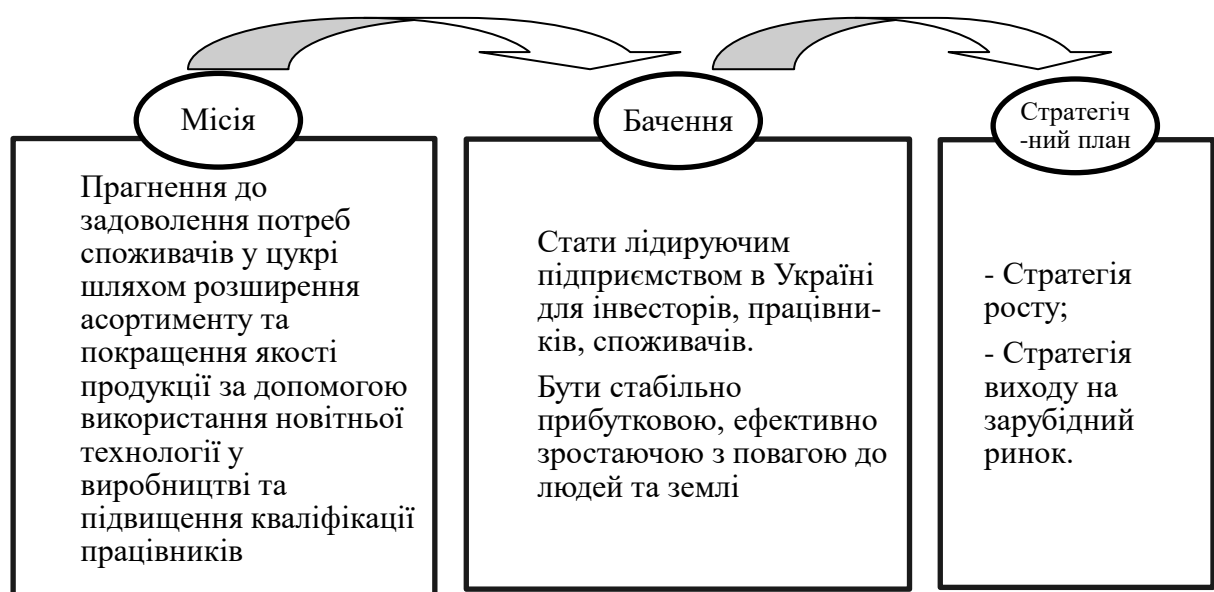 Місія
Прагнення до
задоволення потреб
споживачів у цукрі
шляхом розширення
асортименту та
покращення якості
продукції за допомогою
використання новітньої
технології у
виробництві та
підвищення кваліфікації
працівників
Бачення
Стати лідируючим
підприємством в Україні
для інвесторів, працівни-
ків, споживачів.
Бути стабільно
прибутковою, ефективно
зростаючою з повагою до
людей та землі
Стратегіч
-ний план
- Стратегія
росту;
- Стратегія
виходу на
зарубідний
ринок.